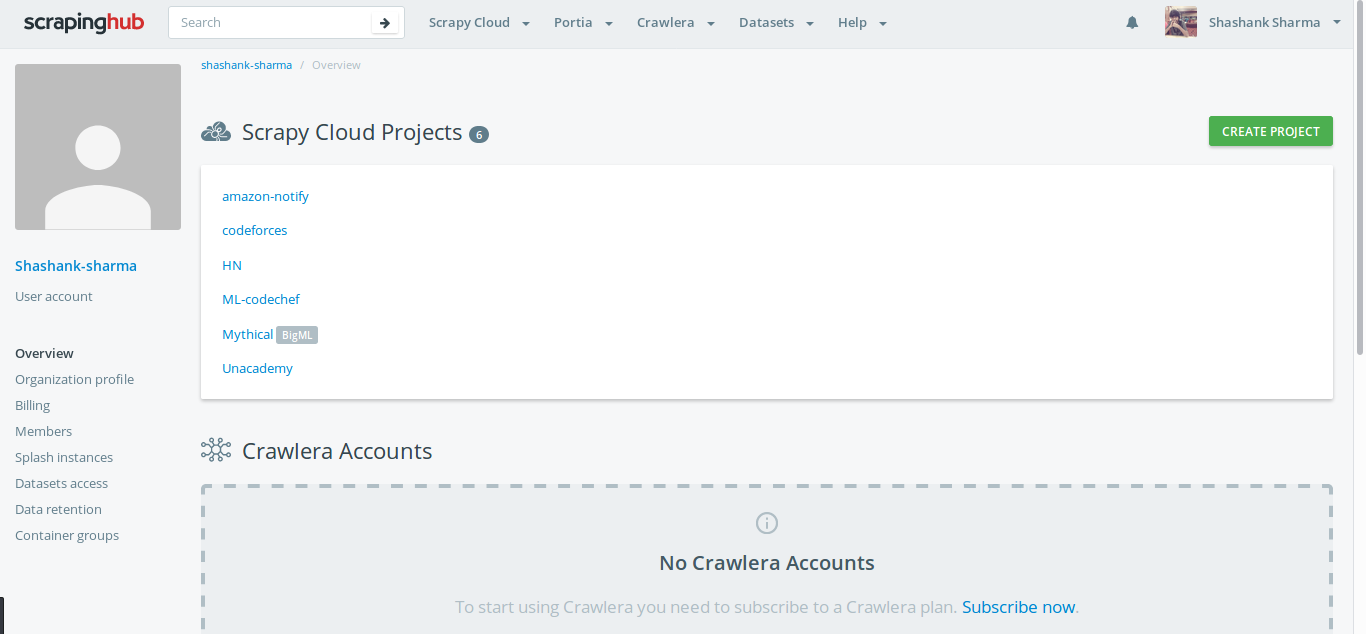 scrapinghub Search Scrapy Cloud Portia Crawlera Datasets Help Shashank Sharma
shashank-sharma / Overview
Scrapy Cloud Projects 6 CREATE PROJECT
amazon-notify
codeforces
HN
ML-codechef
Mythical BigML
Unacademy
Shashank-sharma
User account
Overview
Organization profile
Billing
Members
Splash instances
Datasets access
Data retention
Container groups
Crawlera Accounts
No Crawlera Accounts
To start using Crawlera you need to subscribe to a Crawlera plan. Subscribe now.